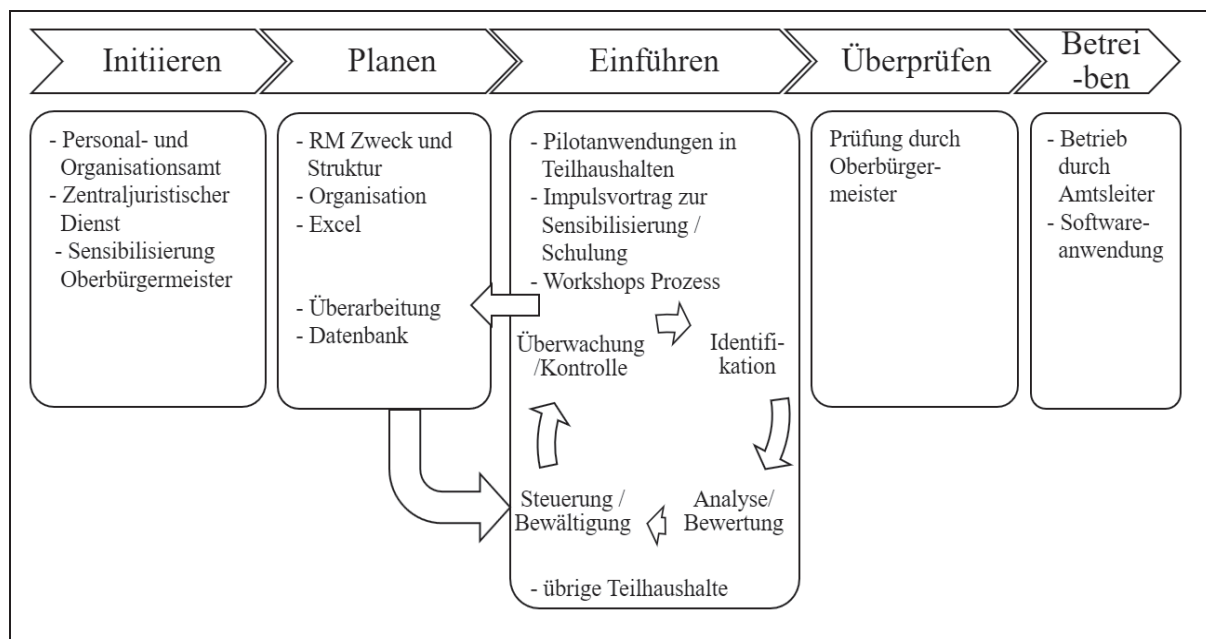 Initiieren
Planen
Einführen
Überprüfen
Betrei
-ben
- Personal- und
Organisationsamt
- Zentraljuristischer
Dienst
- Sensibilisierung
Oberbürgermeister
- RM Zweck und
Struktur
- Organisation
- Excel
- Überarbeitung
- Datenbank
- Pilotanwendungen in
Teilhaushalten
- Impulsvortrag zur
Sensibilisierung /
Schulung
- Workshops Prozess
Überwachung
/Kontrolle
Identifi-
kation
Steuerung /
Bewältigung
Analyse/
Bewertung
- übrige Teilhaushalte
Prüfung durch
Oberbürger-
meister
- Betrieb
durch
Amtsleiter
- Software-
anwendung